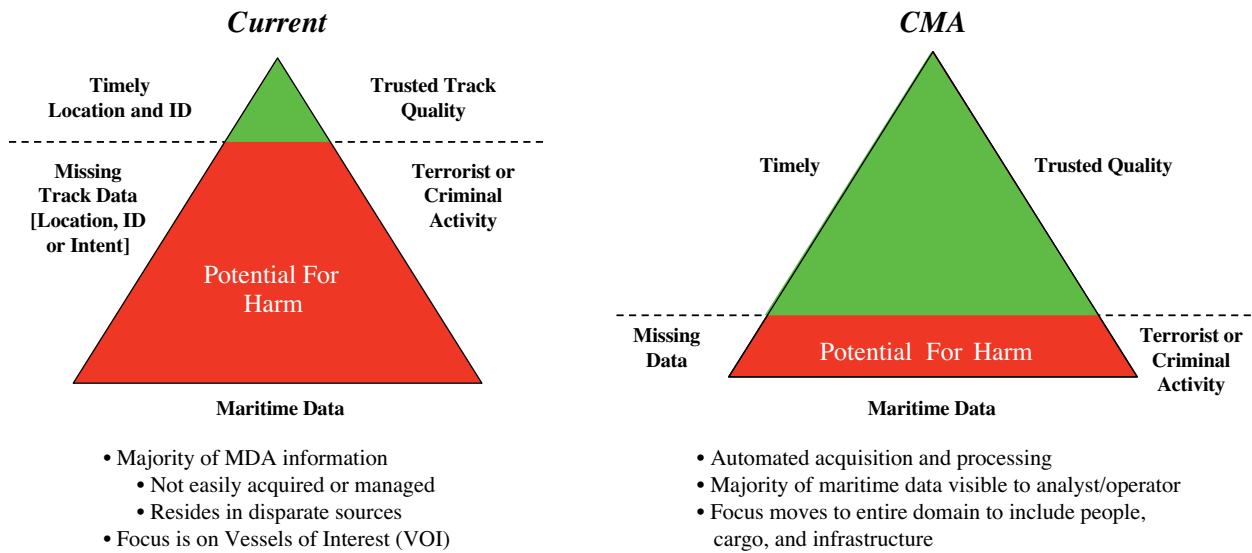 Current
Timely
Location and ID
Trusted Track
Quality
Missing
Track Data
[Location, ID
or Intent]
Terrorist or
Criminal
Activity
Potential For
Harm
Maritime Data
• Majority of MDA information
• Not easily acquired or managed
• Resides in disparate sources
• Focus is on Vessels of Interest (VOI)
CMA
Timely
Trusted Quality
Missing
Data
Potential For Harm
Terrorist or
Criminal
Activity
Maritime Data
• Automated acquisition and processing
• Majority of maritime data visible to analyst/operator
• Focus moves to entire domain to include people,
cargo, and infrastructure